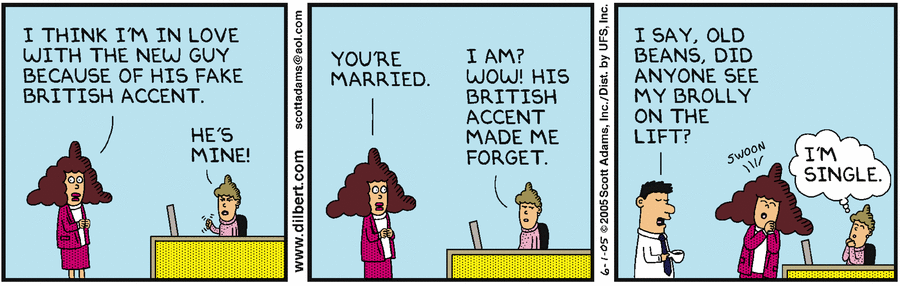 I THINK I'M IN LOVE
WITH THE NEW GUY
BECAUSE OF HIS FAKE
BRITISH ACCENT.
HE'S
MINE!
www.dilbert.com scottadams@aol.com
YOU'RE
MARRIED.
I AM?
WOW! HIS
BRITISH
ACCENT
MADE ME
FORGET.
6-1-05 © 2005 Scott Adams, Inc./Dist. by UFS, Inc.
I SAY, OLD
BEANS, DID
ANYONE SEE
MY BROLLY
ON THE
LIFT?
SWOON
I'M
SINGLE.